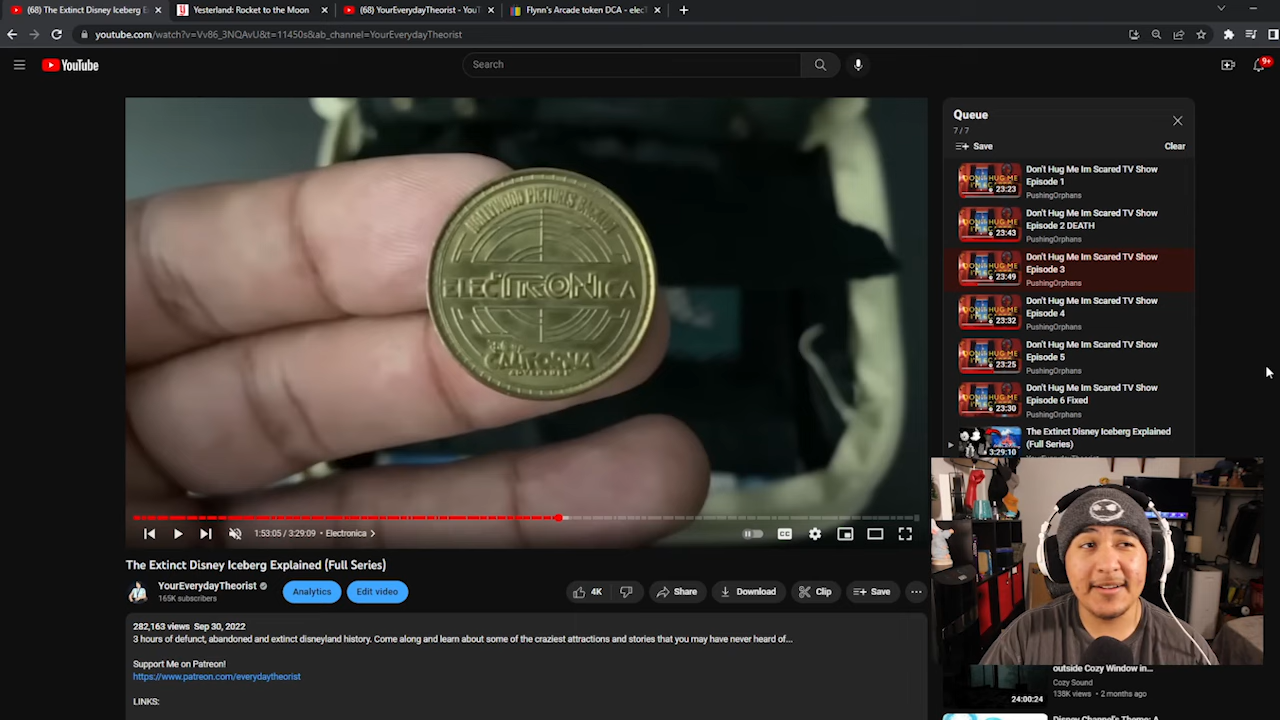 (68) The Extinct Disney Iceberg E
Yesterland: Rocket to the Moon
(68) YourEverydayTheorist - YouT
Flynn's Arcade token DCA - elec
youtube.com/watch?v=Vv86_3NQAvU&t=11450s&ab_channel=YourEverydayTheorist
YouTube
Search
9+
HOLLYWOOD PICTURES BACKLOT
ELECTRONICA
CALIFORNIA
ADVENTURE
Queue
7 / 7
Save
Clear
Don't Hug Me Im Scared TV Show
Episode 1
PushingOrphans
23:23
Don't Hug Me Im Scared TV Show
Episode 2 DEATH
PushingOrphans
23:43
Don't Hug Me Im Scared TV Show
Episode 3
PushingOrphans
23:49
Don't Hug Me Im Scared TV Show
Episode 4
PushingOrphans
23:32
Don't Hug Me Im Scared TV Show
Episode 5
PushingOrphans
23:25
Don't Hug Me Im Scared TV Show
Episode 6 Fixed
PushingOrphans
23:30
The Extinct Disney Iceberg Explained
(Full Series)
3:29:10
1:53:05 / 3:29:09 • Electronica
CC
The Extinct Disney Iceberg Explained (Full Series)
YourEverydayTheorist
165K subscribers
Analytics
Edit video
4K
Share
Download
Clip
Save
282,163 views Sep 30, 2022
3 hours of defunct, abandoned and extinct disneyland history. Come along and learn about some of the craziest attractions and stories that you may have never heard of...
Support Me on Patreon!
https://www.patreon.com/everydaytheorist
LINKS:
outside Cozy Window in...
Cozy Sound
138K views • 2 months ago
24:00:24
Disney Channel's Theme: A